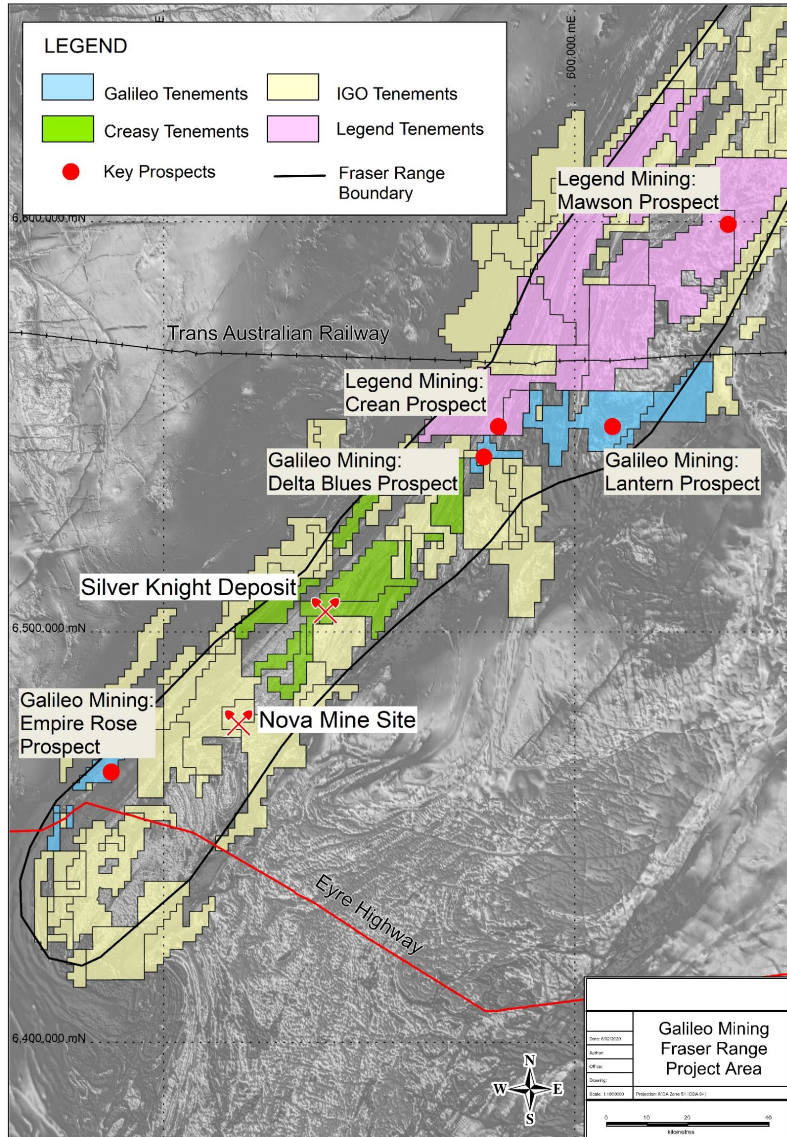 LEGEND
Galileo Tenements
IGO Tenements
Creasy Tenements
Legend Tenements
Key Prospects
Fraser Range
Boundary
600,000.mE
Legend Mining:
Mawson Prospect
6,600,000.mN
Trans Australian Railway
Legend Mining:
Crean Prospect
Galileo Mining:
Delta Blues Prospect
Galileo Mining:
Lantern Prospect
Silver Knight Deposit
6,500,000.mN
Galileo Mining:
Empire Rose
Prospect
Nova Mine Site
Eyre Highway
6,400,000.mN
N
W
E
S
Galileo Mining
Fraser Range
Project Area
Author:
Office:
Drawing:
0
10
20
40
kilometres